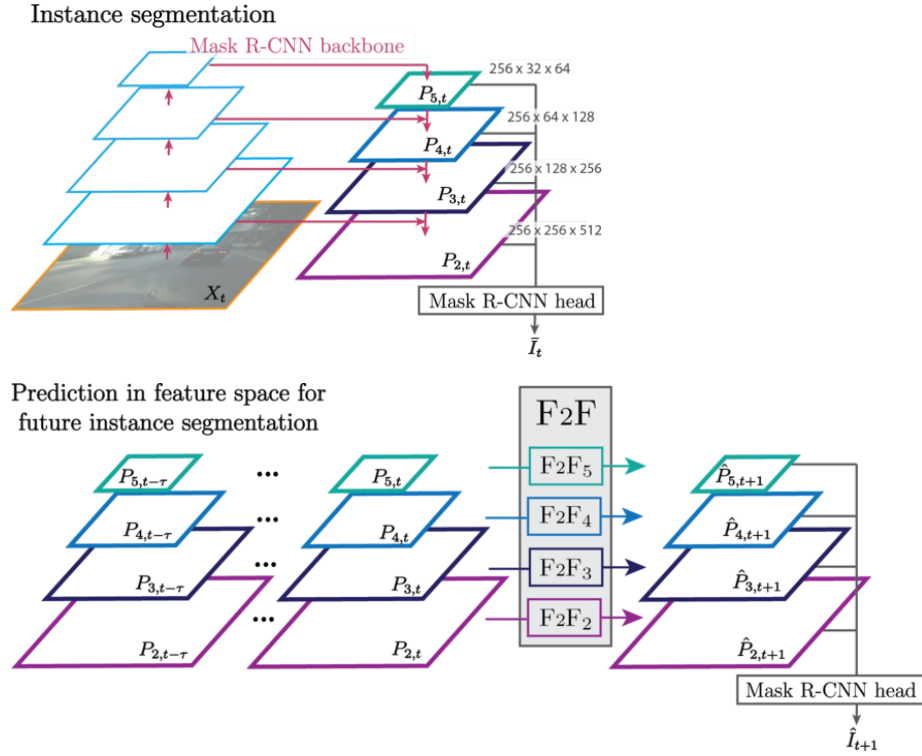 Instance segmentation
Mask R-CNN backbone
256 x 32 x 64
P5,t
256 x 64 x 128
P4,t
256 x 128 x 256
P3,t
256 x 256 x 512
P2,t
Xt
Mask R-CNN head
Īt
Prediction in feature space for
future instance segmentation
F2F
P5,t−τ
...
P5,t
F2F5
P̂5,t+1
P4,t−τ
...
P4,t
F2F4
P̂4,t+1
P3,t−τ
...
P3,t
F2F3
P̂3,t+1
P2,t−τ
...
P2,t
F2F2
P̂2,t+1
Mask R-CNN head
Ît+1